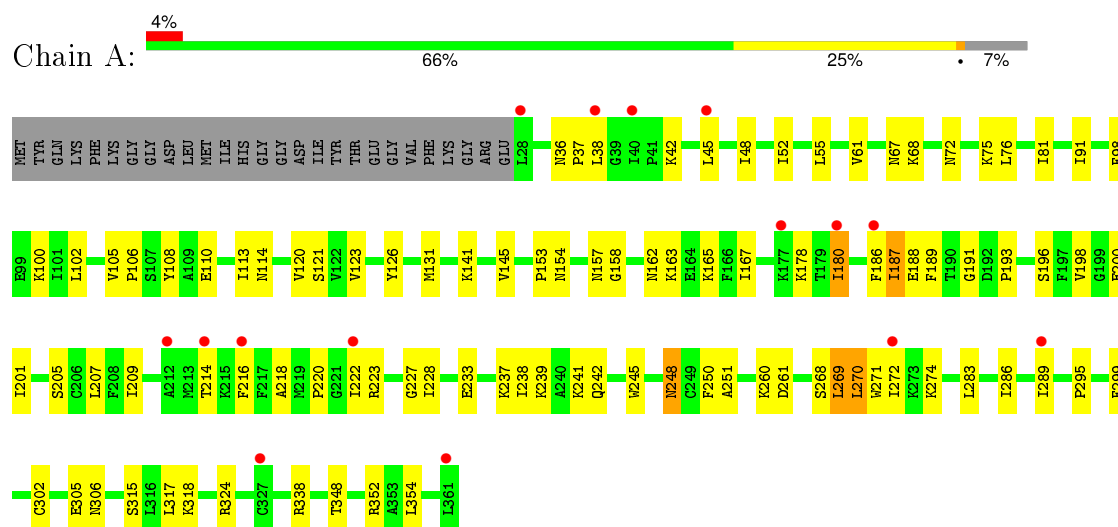 4%
Chain A:
66% 25% • 7%
MET TYR GLN LYS PHE LYS GLY GLY ASP LEU MET ILE HIS GLY GLY ASP ILE TYR THR GLU GLY VAL PHE LYS GLY ARG GLU L28 N36 P37 L38 G39 I40 P41 K42 L45 I48 I52 L55 V61 N67 K68 N72 K75 L76 I81 I91
E99 K100 I101 L102 V105 P106 S107 Y108 A109 E110 I113 N114 V120 S121 V122 V123 Y126 M131 K141 V145 P153 N154 N157 G158 N162 K163 E164 K165 F166 I167 K177 K178 T179 I180 F186 I187 E188 F189 T190 G191 D192 P193 S196 F197 V198 G199
I201 S205 C206 L207 F208 I209 A212 M213 T214 K215 F216 F217 A218 M219 P220 G221 I222 R223 G227 I228 E233 K237 I238 K239 A240 K241 Q242 W245 N248 C249 F250 A251 K260 D261 S268 L269 L270 W271 I272 K273 K274 L283 I286 I289 P295
C302 E305 N306 S315 L316 L317 K318 R324 C327 R338 T348 R352 A353 L354 L361